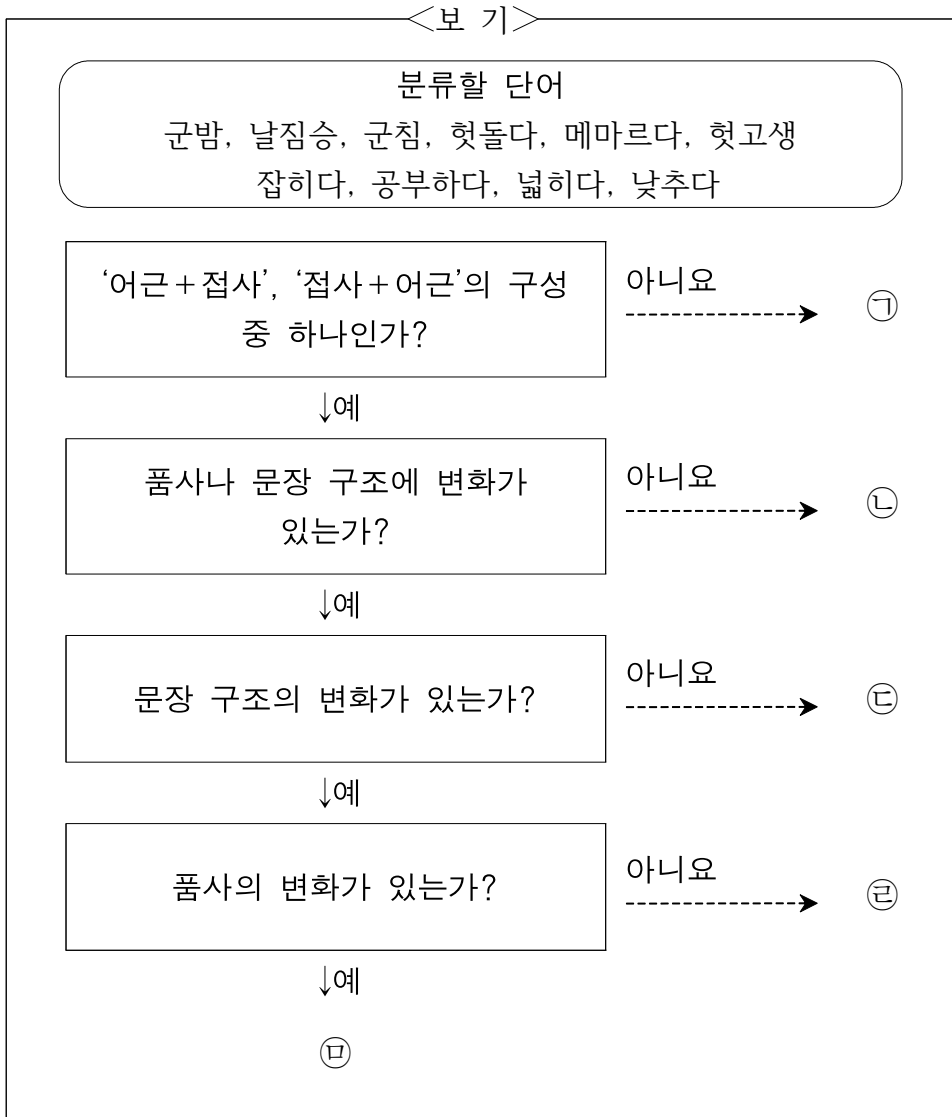 <보 기>
분류할 단어
군밤, 날짐승, 군침, 헛돌다, 메마르다, 헛고생
잡히다, 공부하다, 넓히다, 낮추다
‘어근+접사’, ‘접사+어근’의 구성
중 하나인가?
아니요
㉠
↓예
품사나 문장 구조에 변화가
있는가?
아니요
㉡
↓예
문장 구조의 변화가 있는가?
아니요
㉢
↓예
품사의 변화가 있는가?
아니요
㉣
↓예
㉤